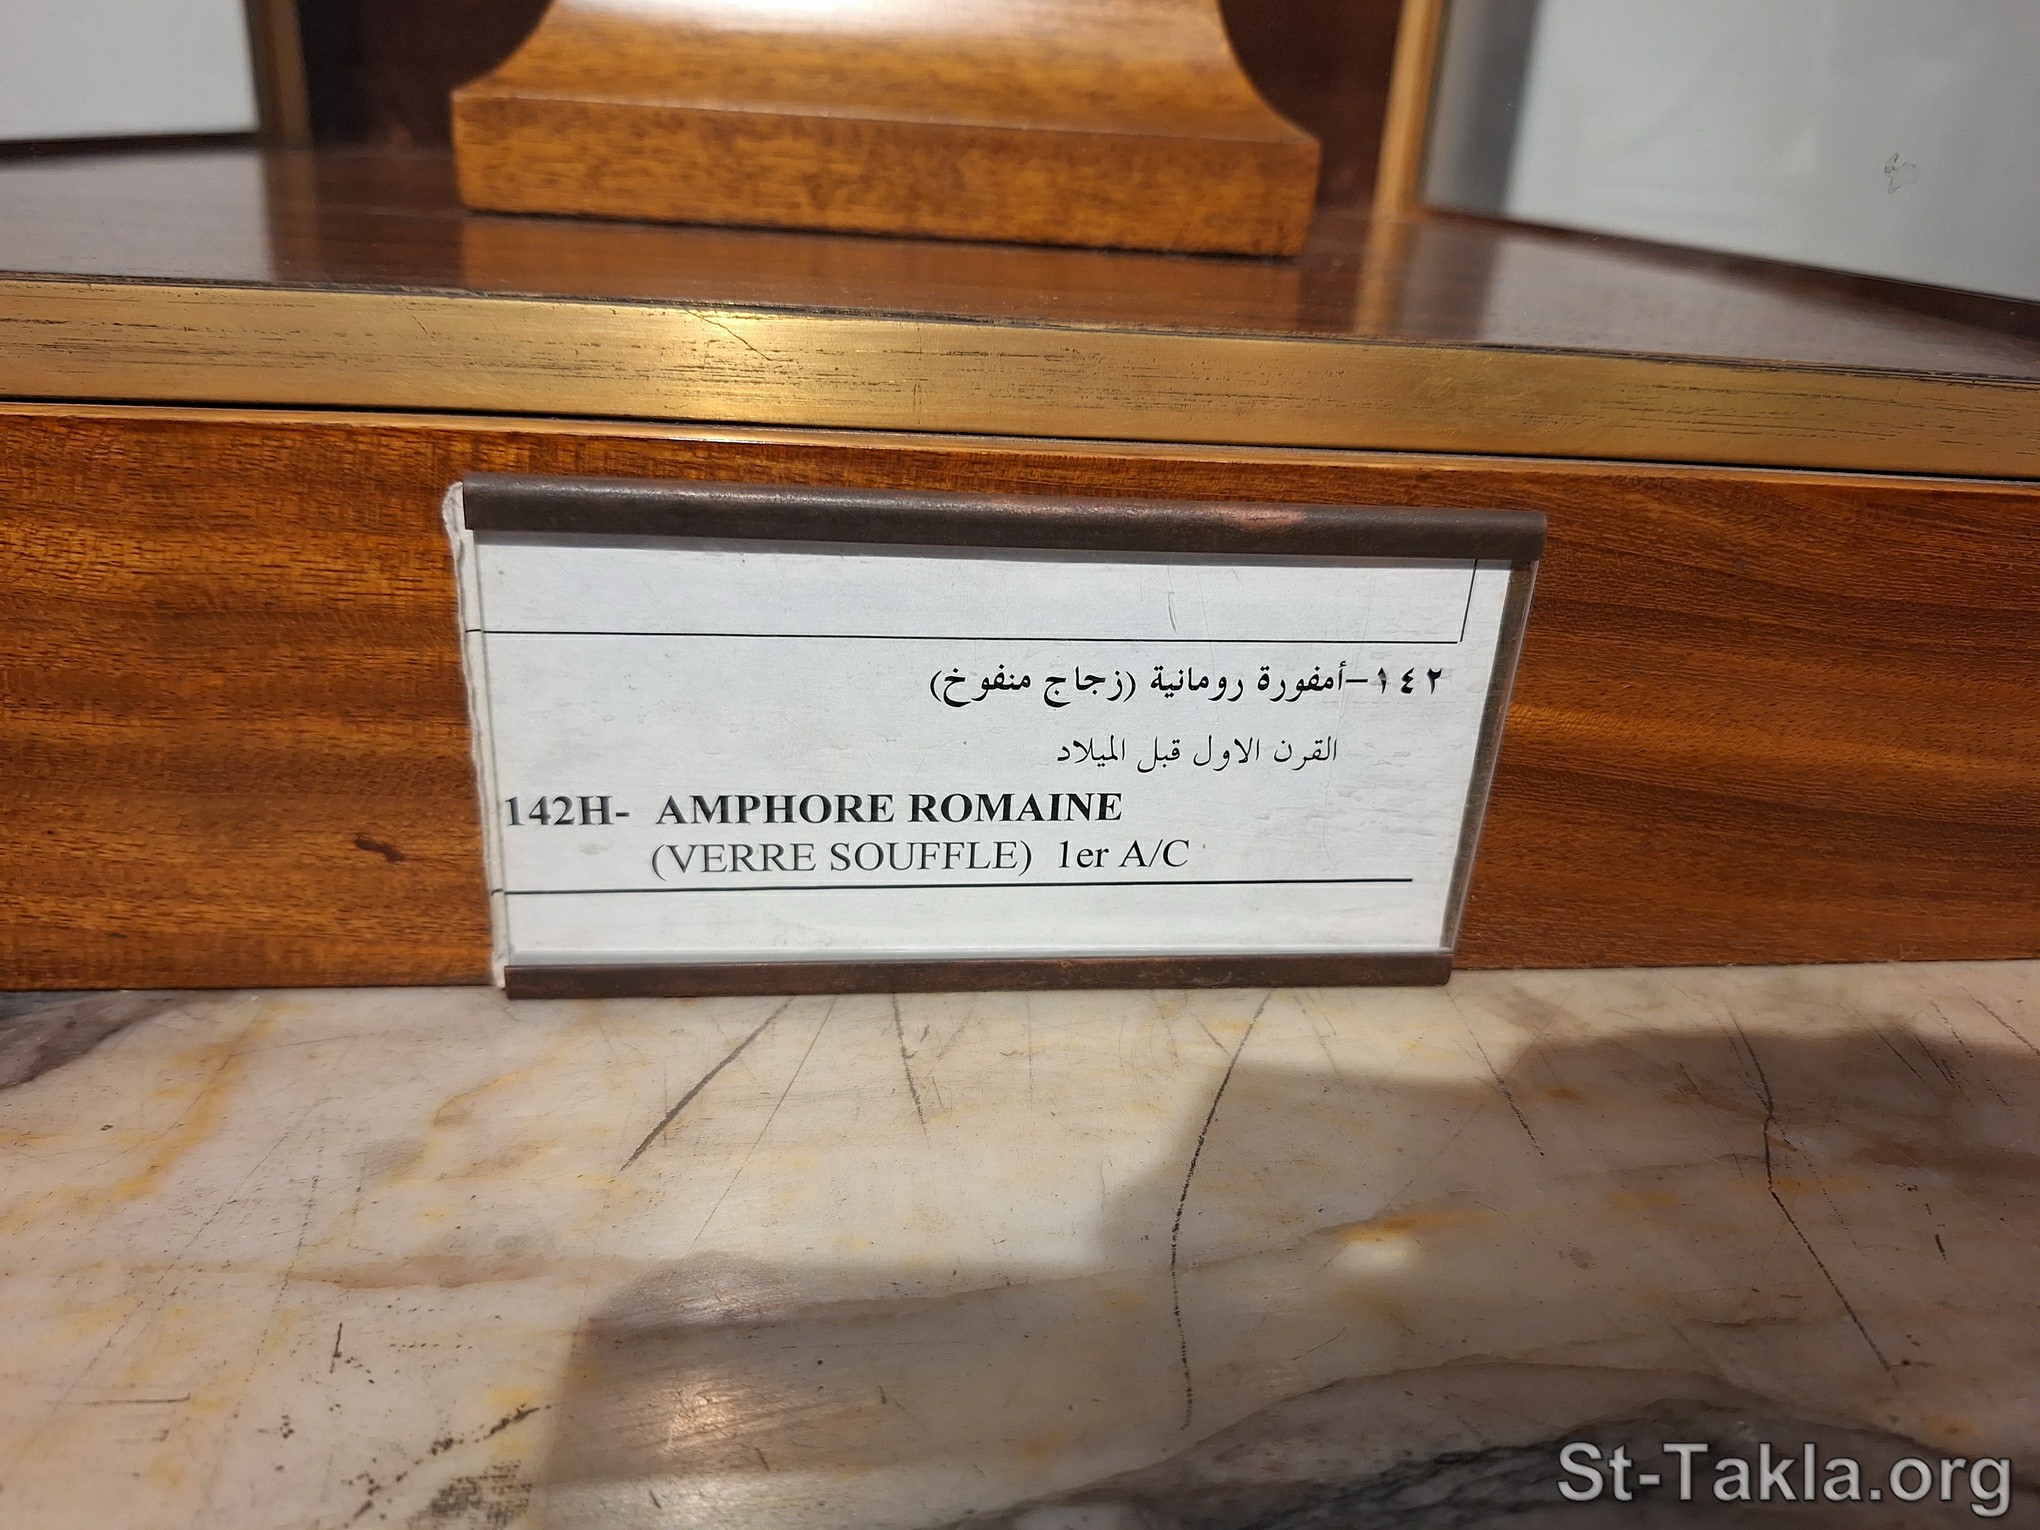 ١٤٢-أمفورة رومانية (زجاج منفوخ)
القرن الاول قبل الميلاد
142H- AMPHORE ROMAINE
(VERRE SOUFFLE) 1er A/C
St-Takla.org